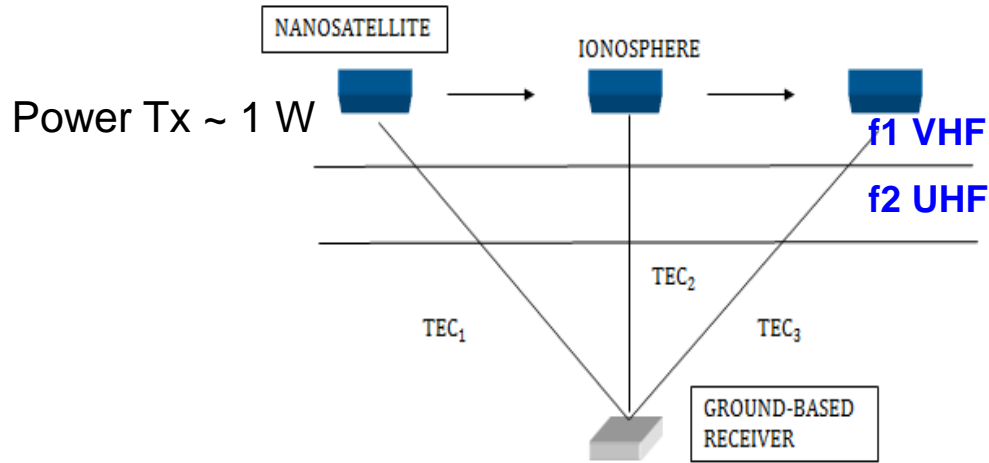 NANOSATELLITE
IONOSPHERE
Power Tx ~ 1 W
f1 VHF
f2 UHF
TEC₂
TEC₁
TEC₃
GROUND-BASED
RECEIVER